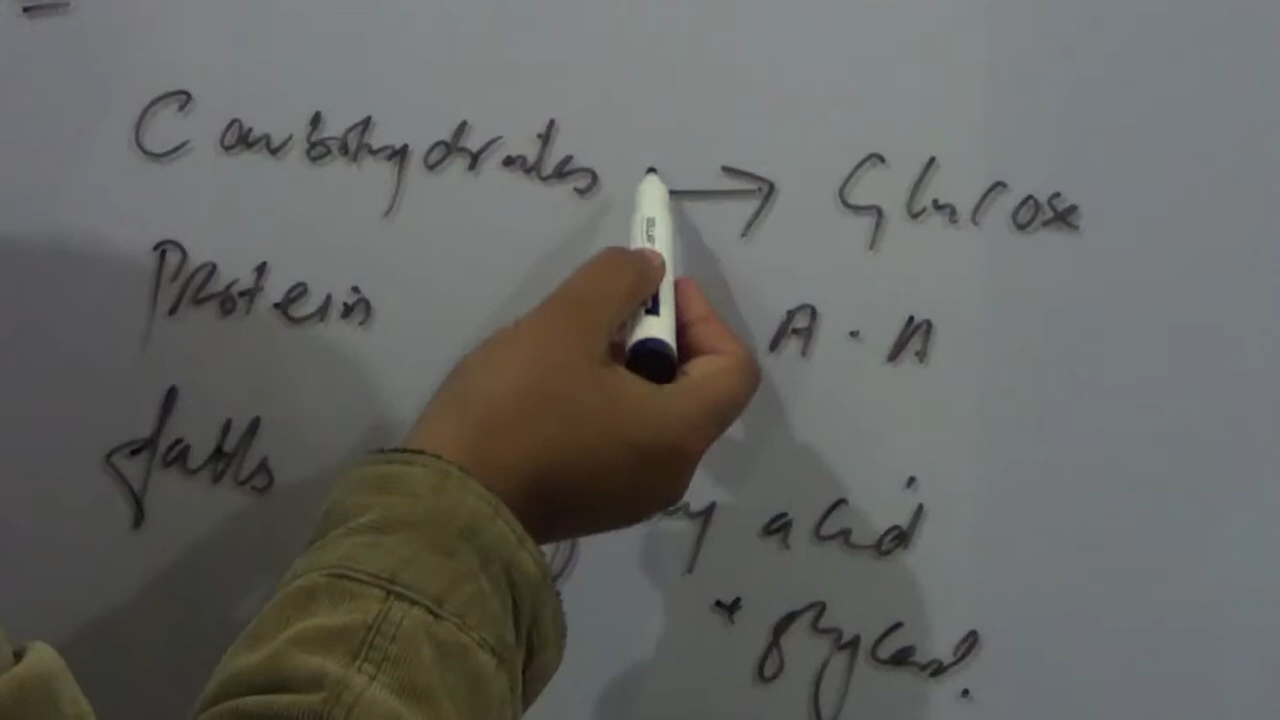 Carbohydrates → Glucose
Protein A.A
fatts acid
+ glycerol.